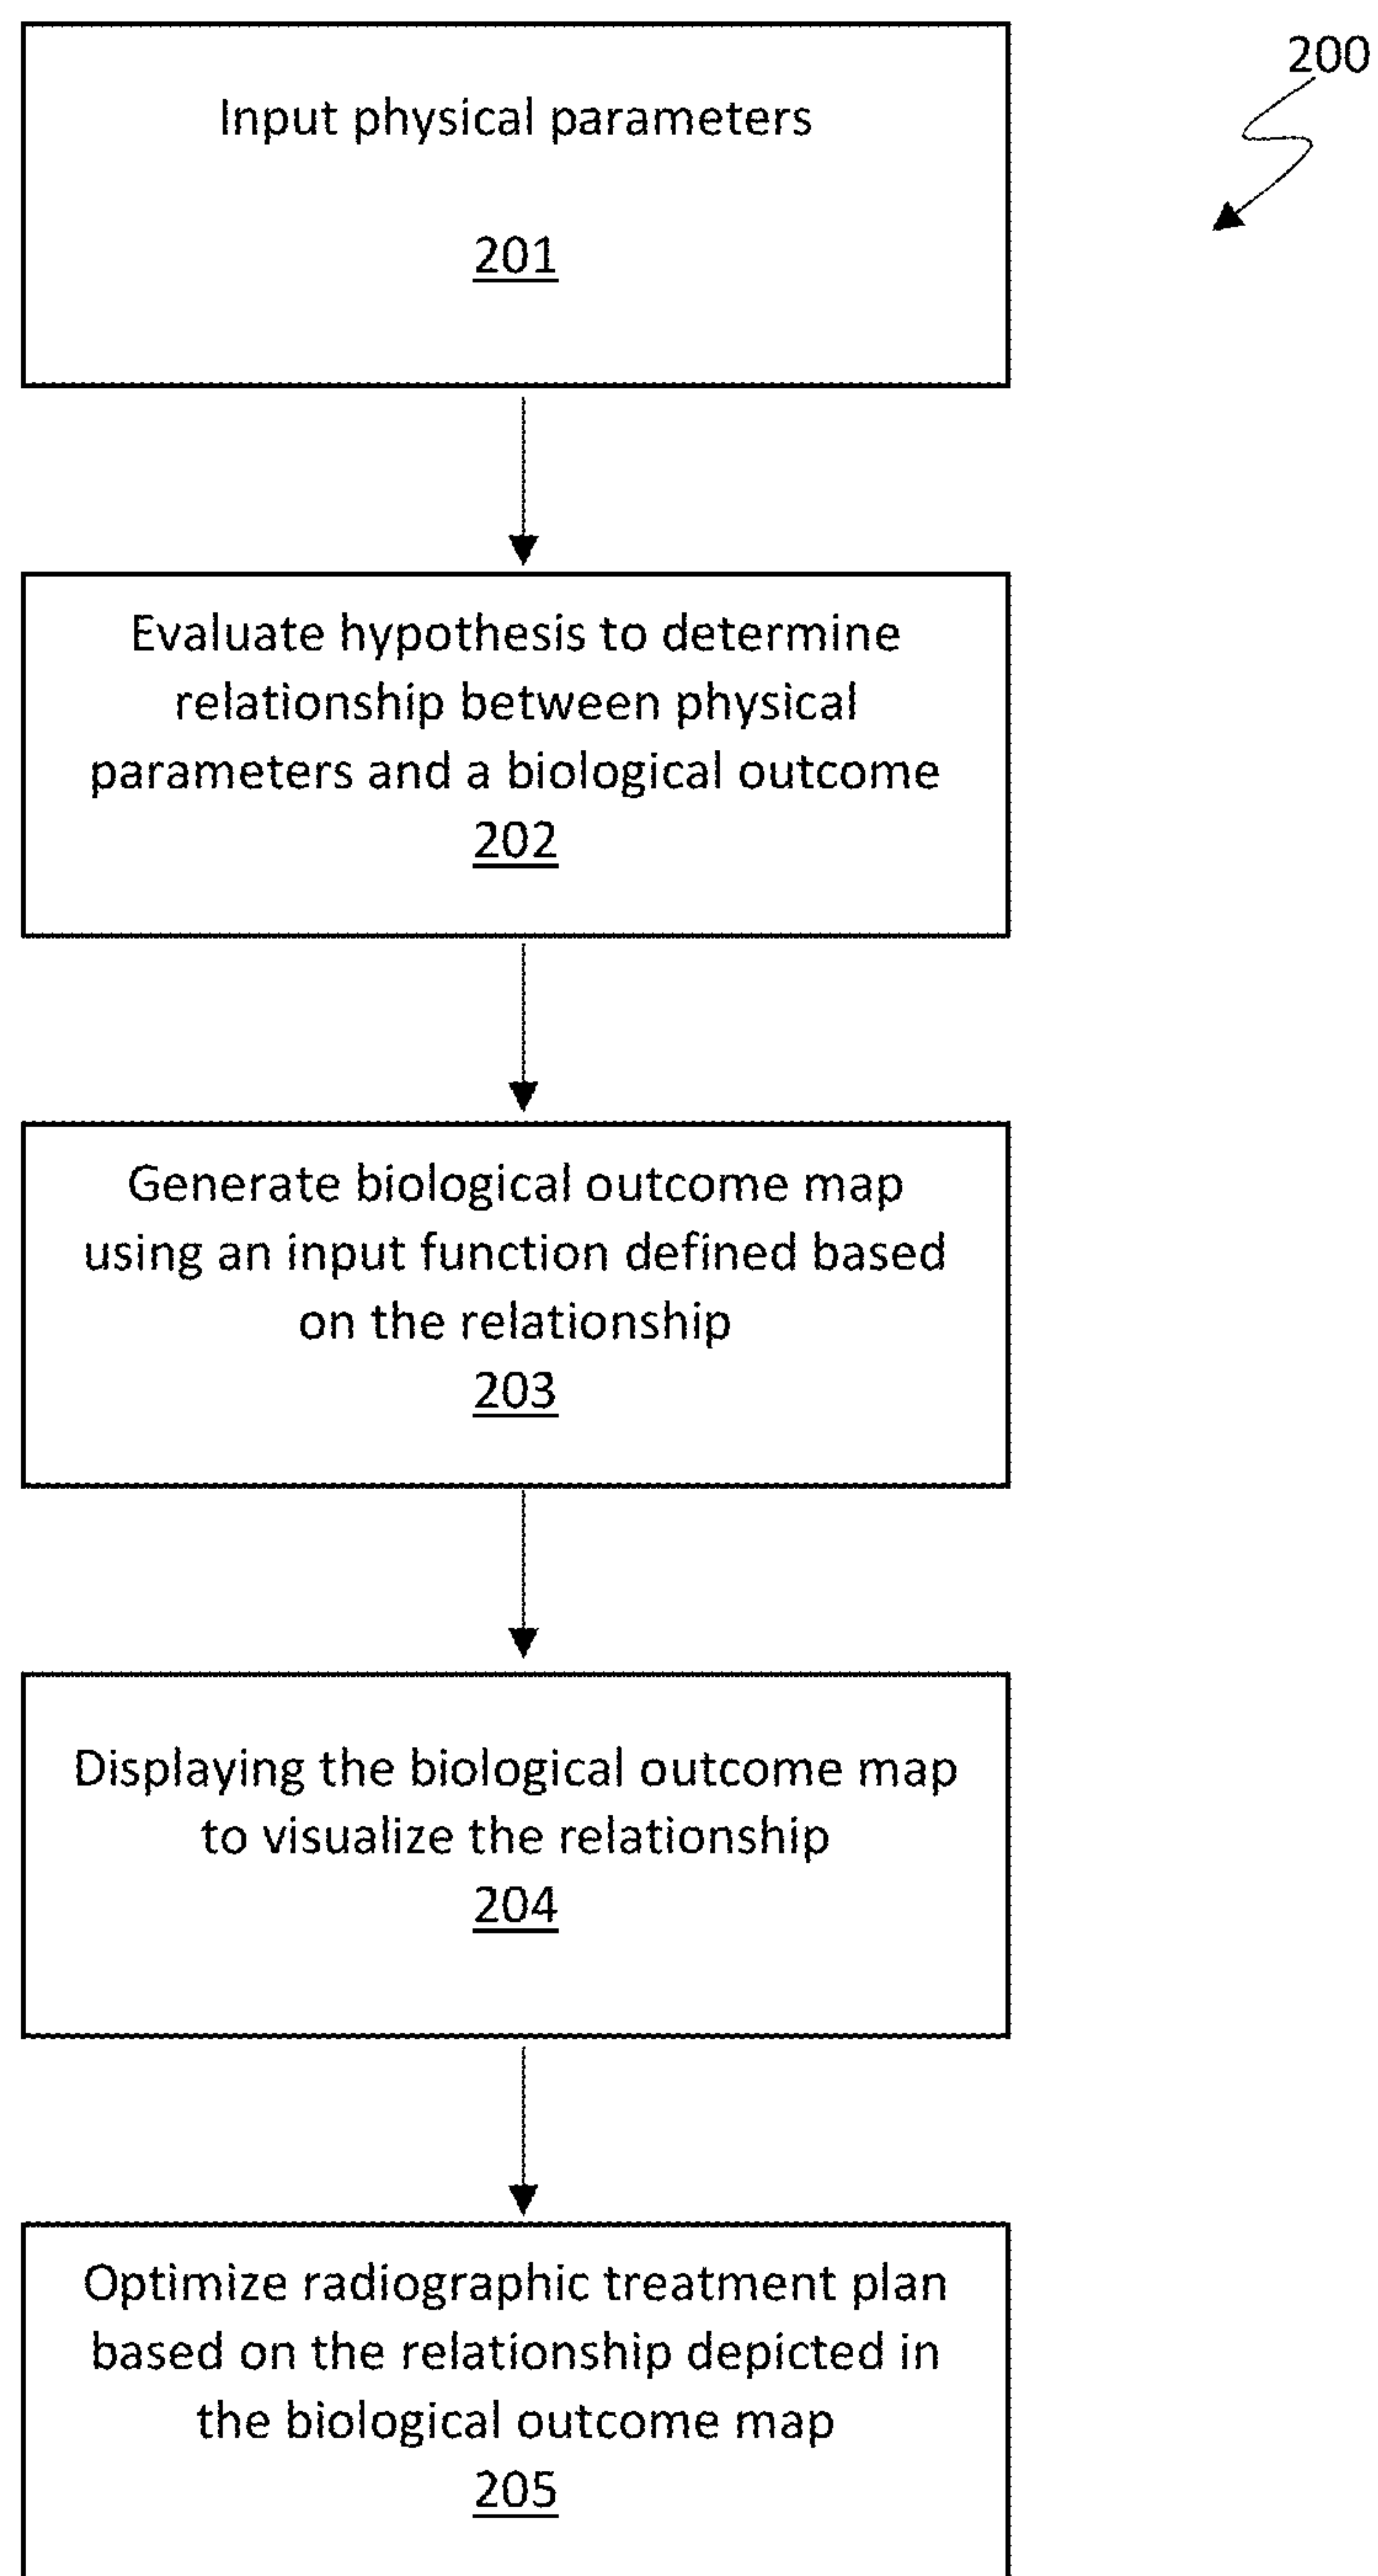 200
Input physical parameters
201
Evaluate hypothesis to determine
relationship between physical
parameters and a biological outcome
202
Generate biological outcome map
using an input function defined based
on the relationship
203
Displaying the biological outcome map
to visualize the relationship
204
Optimize radiographic treatment plan
based on the relationship depicted in
the biological outcome map
205